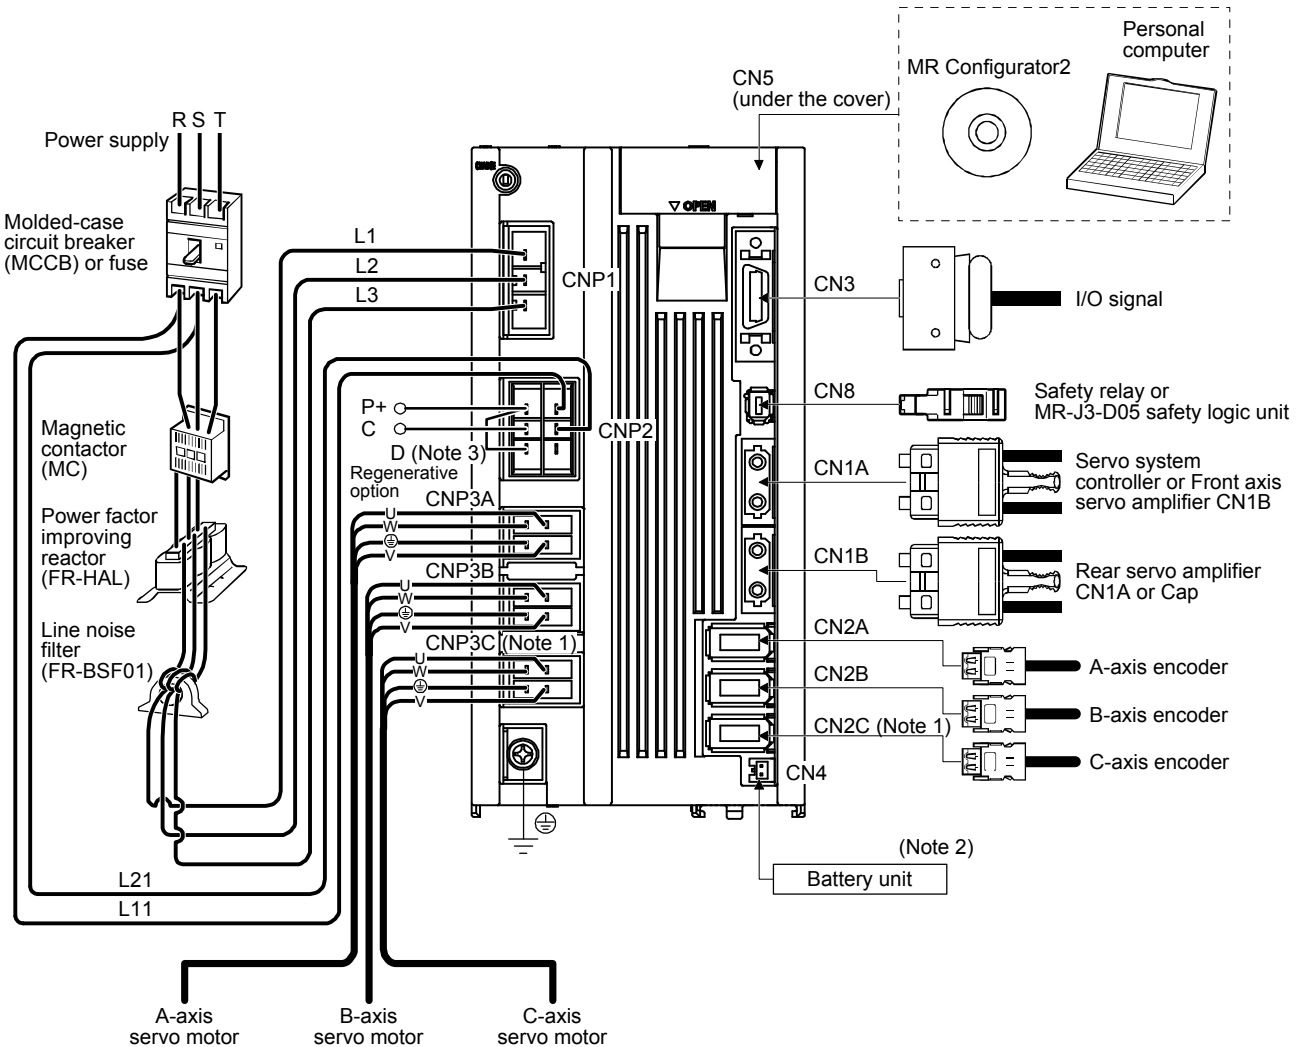 Personal
computer
MR Configurator2
CN5
(under the cover)
R S T
Power supply
Molded-case
circuit breaker
(MCCB) or fuse
CHARGE
▽ OPEN
L1
L2
L3
CNP1
CN3
I/O signal
P+
C
D (Note 3)
Regenerative
option
CNP2
CN8
Safety relay or
MR-J3-D05 safety logic unit
Magnetic
contactor
(MC)
CN1A
Servo system
controller or Front axis
servo amplifier CN1B
Power factor
improving
reactor
(FR-HAL)
CNP3A
U
W
V
CN1B
Rear servo amplifier
CN1A or Cap
CNP3B
U
W
V
Line noise
filter
(FR-BSF01)
CNP3C (Note 1)
U
W
V
CN2A
A-axis encoder
CN2B
B-axis encoder
CN2C (Note 1)
C-axis encoder
CN4
(Note 2)
Battery unit
L21
L11
A-axis
servo motor
B-axis
servo motor
C-axis
servo motor